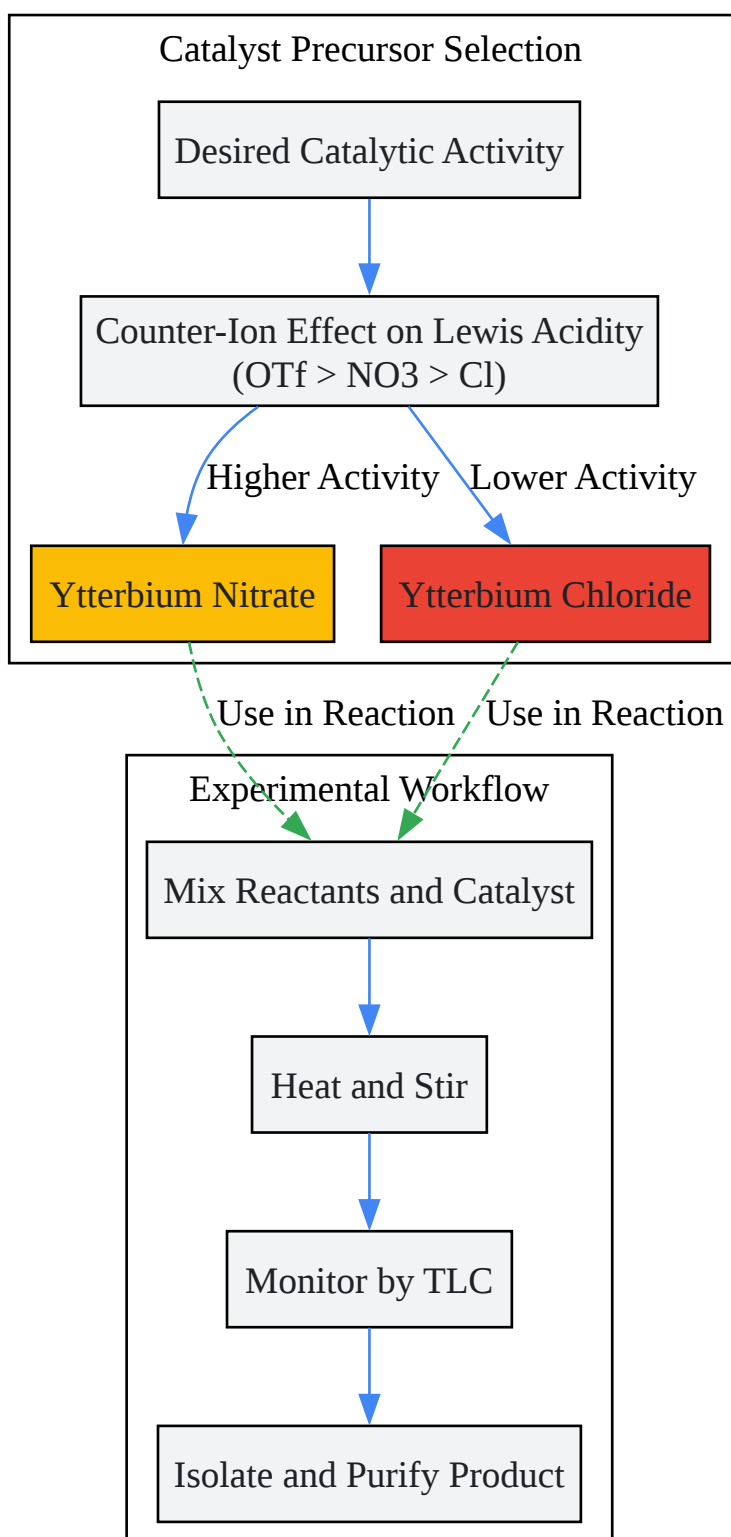 Catalyst Precursor Selection
Desired Catalytic Activity
Counter-Ion Effect on Lewis Acidity
(OTf > NO3 > Cl)
Higher Activity
Lower Activity
Ytterbium Nitrate
Ytterbium Chloride
Use in Reaction
Use in Reaction
Experimental Workflow
Mix Reactants and Catalyst
Heat and Stir
Monitor by TLC
Isolate and Purify Product